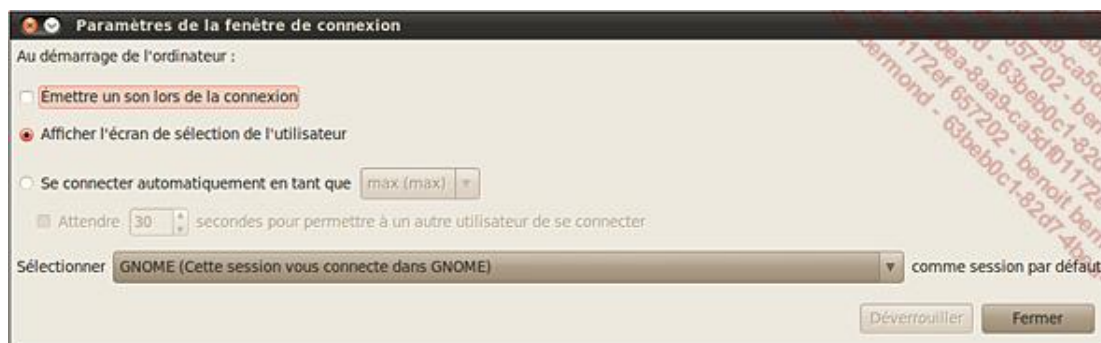 Paramètres de la fenêtre de connexion
Au démarrage de l'ordinateur :
Émettre un son lors de la connexion
Afficher l'écran de sélection de l'utilisateur
Se connecter automatiquement en tant que max (max)
Attendre 30 secondes pour permettre à un autre utilisateur de se connecter
Sélectionner GNOME (Cette session vous connecte dans GNOME) comme session par défaut
Déverrouiller Fermer